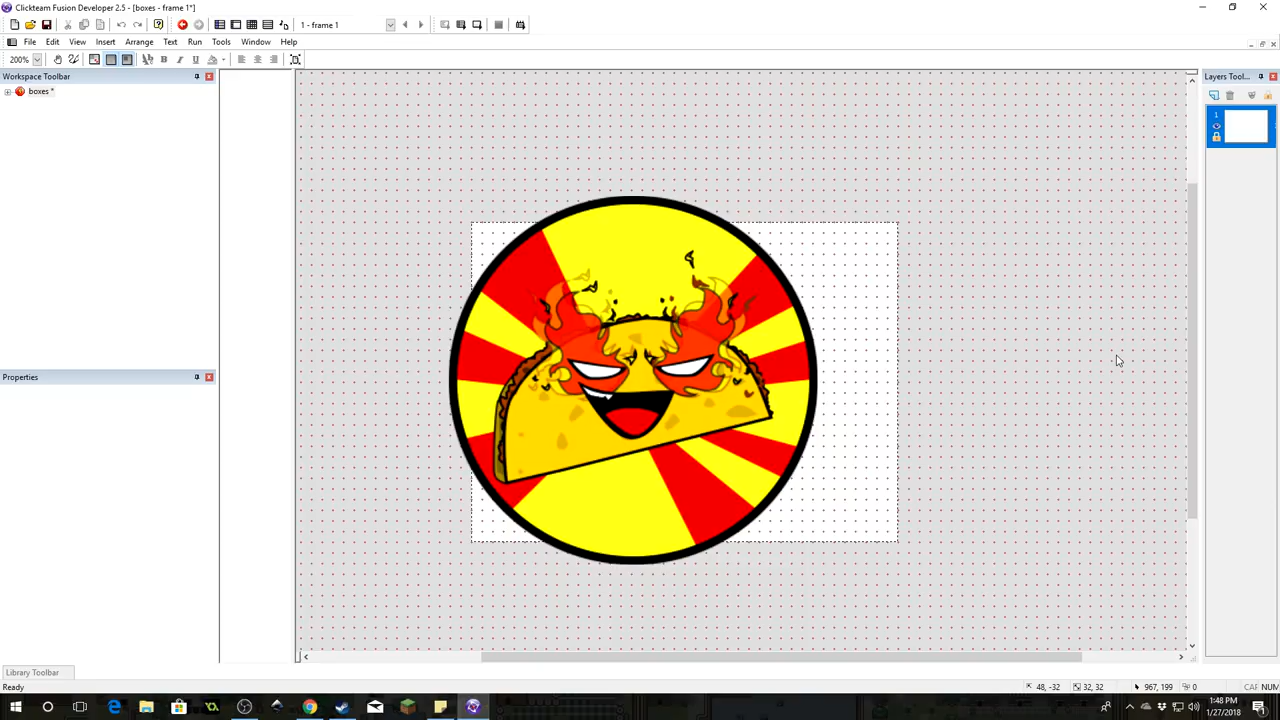 Clickteam Fusion Developer 2.5 - [boxes - frame 1*]
1 - frame 1
File Edit View Insert Arrange Text Run Tools Window Help
200%
Workspace Toolbar
Layers Tool...
boxes *
1
Properties
Library Toolbar
Ready
48, -32
32, 32
967, 199
0
CAP NUM
1:48 PM
1/27/2018